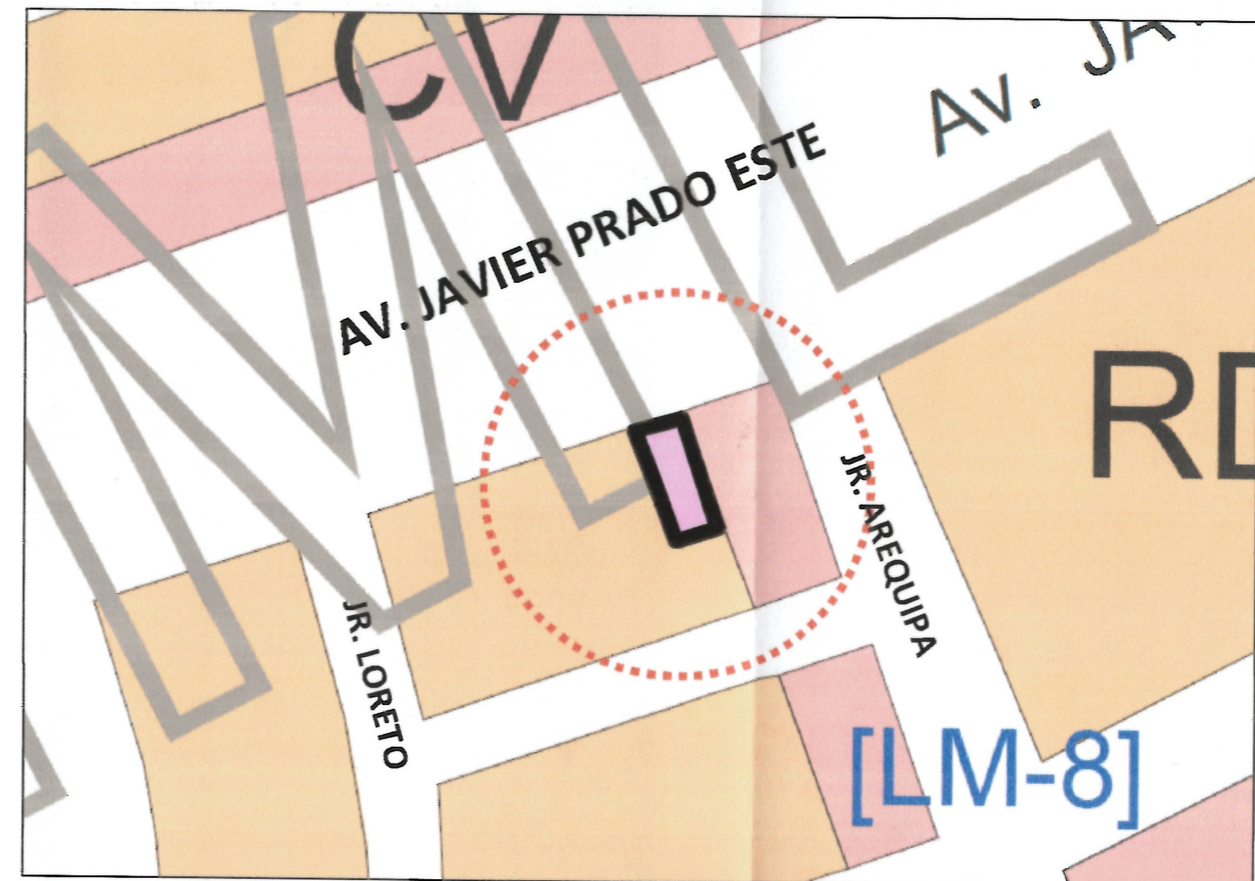 CV
Av. JA
AV. JAVIER PRADO ESTE
RD
JR. AREQUIPA
JR. LORETO
[LM-8]